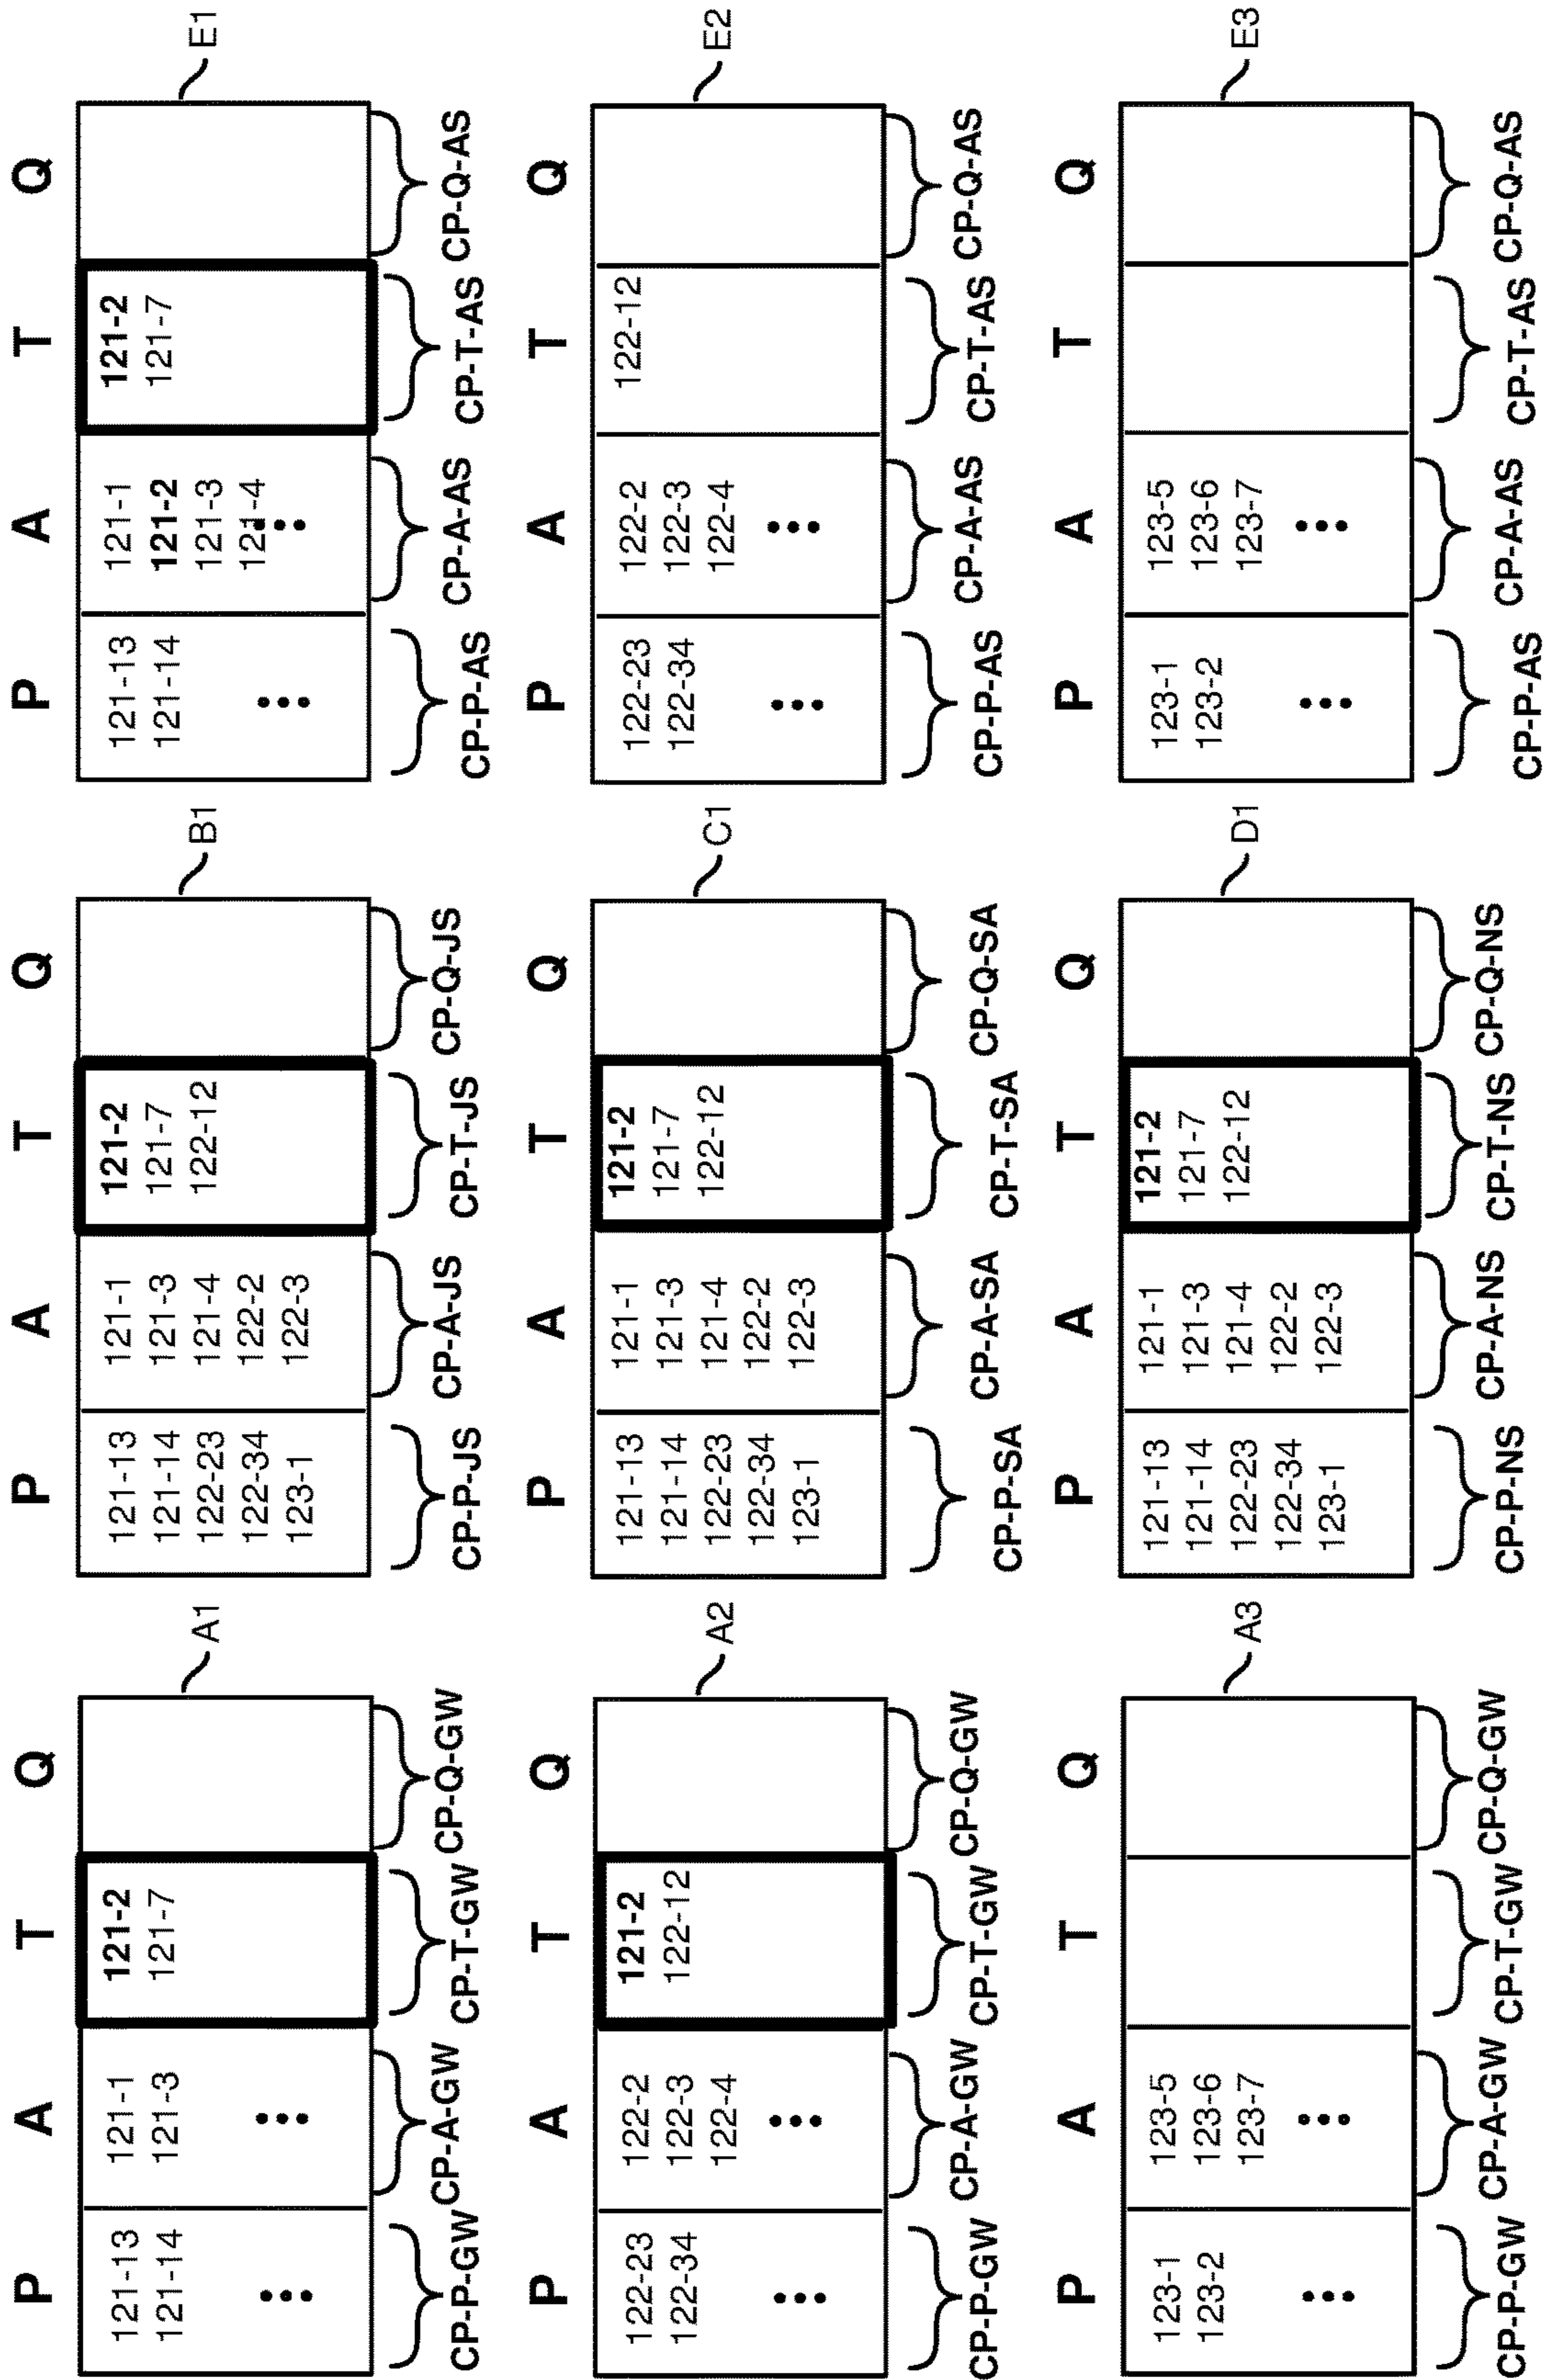 P A T Q
121-13
121-14
121-1
121-3
121-2
121-7
A1
CP-P-GW
CP-A-GW
CP-T-GW
CP-Q-GW
P A T Q
121-13
121-14
122-23
122-34
123-1
121-1
121-3
121-4
122-2
122-3
121-2
121-7
122-12
B1
CP-P-JS
CP-A-JS
CP-T-JS
CP-Q-JS
P A T Q
121-13
121-14
121-1
121-2
121-3
121-4
121-2
121-7
E1
CP-P-AS
CP-A-AS
CP-T-AS
CP-Q-AS
P A T Q
122-23
122-34
122-2
122-3
122-4
121-2
122-12
A2
CP-P-GW
CP-A-GW
CP-T-GW
CP-Q-GW
P A T Q
121-13
121-14
122-23
122-34
123-1
121-1
121-3
121-4
122-2
122-3
121-2
121-7
122-12
C1
CP-P-SA
CP-A-SA
CP-T-SA
CP-Q-SA
P A T Q
122-23
122-34
122-2
122-3
122-4
122-12
E2
CP-P-AS
CP-A-AS
CP-T-AS
CP-Q-AS
P A T Q
123-1
123-2
123-5
123-6
123-7
A3
CP-P-GW
CP-A-GW
CP-T-GW
CP-Q-GW
P A T Q
121-13
121-14
122-23
122-34
123-1
121-1
121-3
121-4
122-2
122-3
121-2
121-7
122-12
D1
CP-P-NS
CP-A-NS
CP-T-NS
CP-Q-NS
P A T Q
123-1
123-2
123-5
123-6
123-7
E3
CP-P-AS
CP-A-AS
CP-T-AS
CP-Q-AS